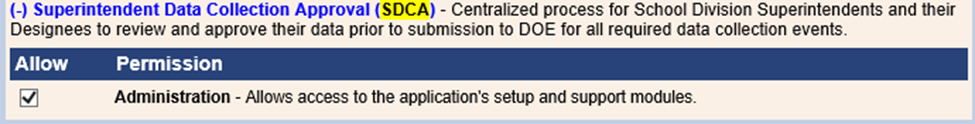 (-) Superintendent Data Collection Approval (SDCA) - Centralized process for School Division Superintendents and their
Designees to review and approve their data prior to submission to DOE for all required data collection events.
Allow Permission
Administration - Allows access to the application's setup and support modules.